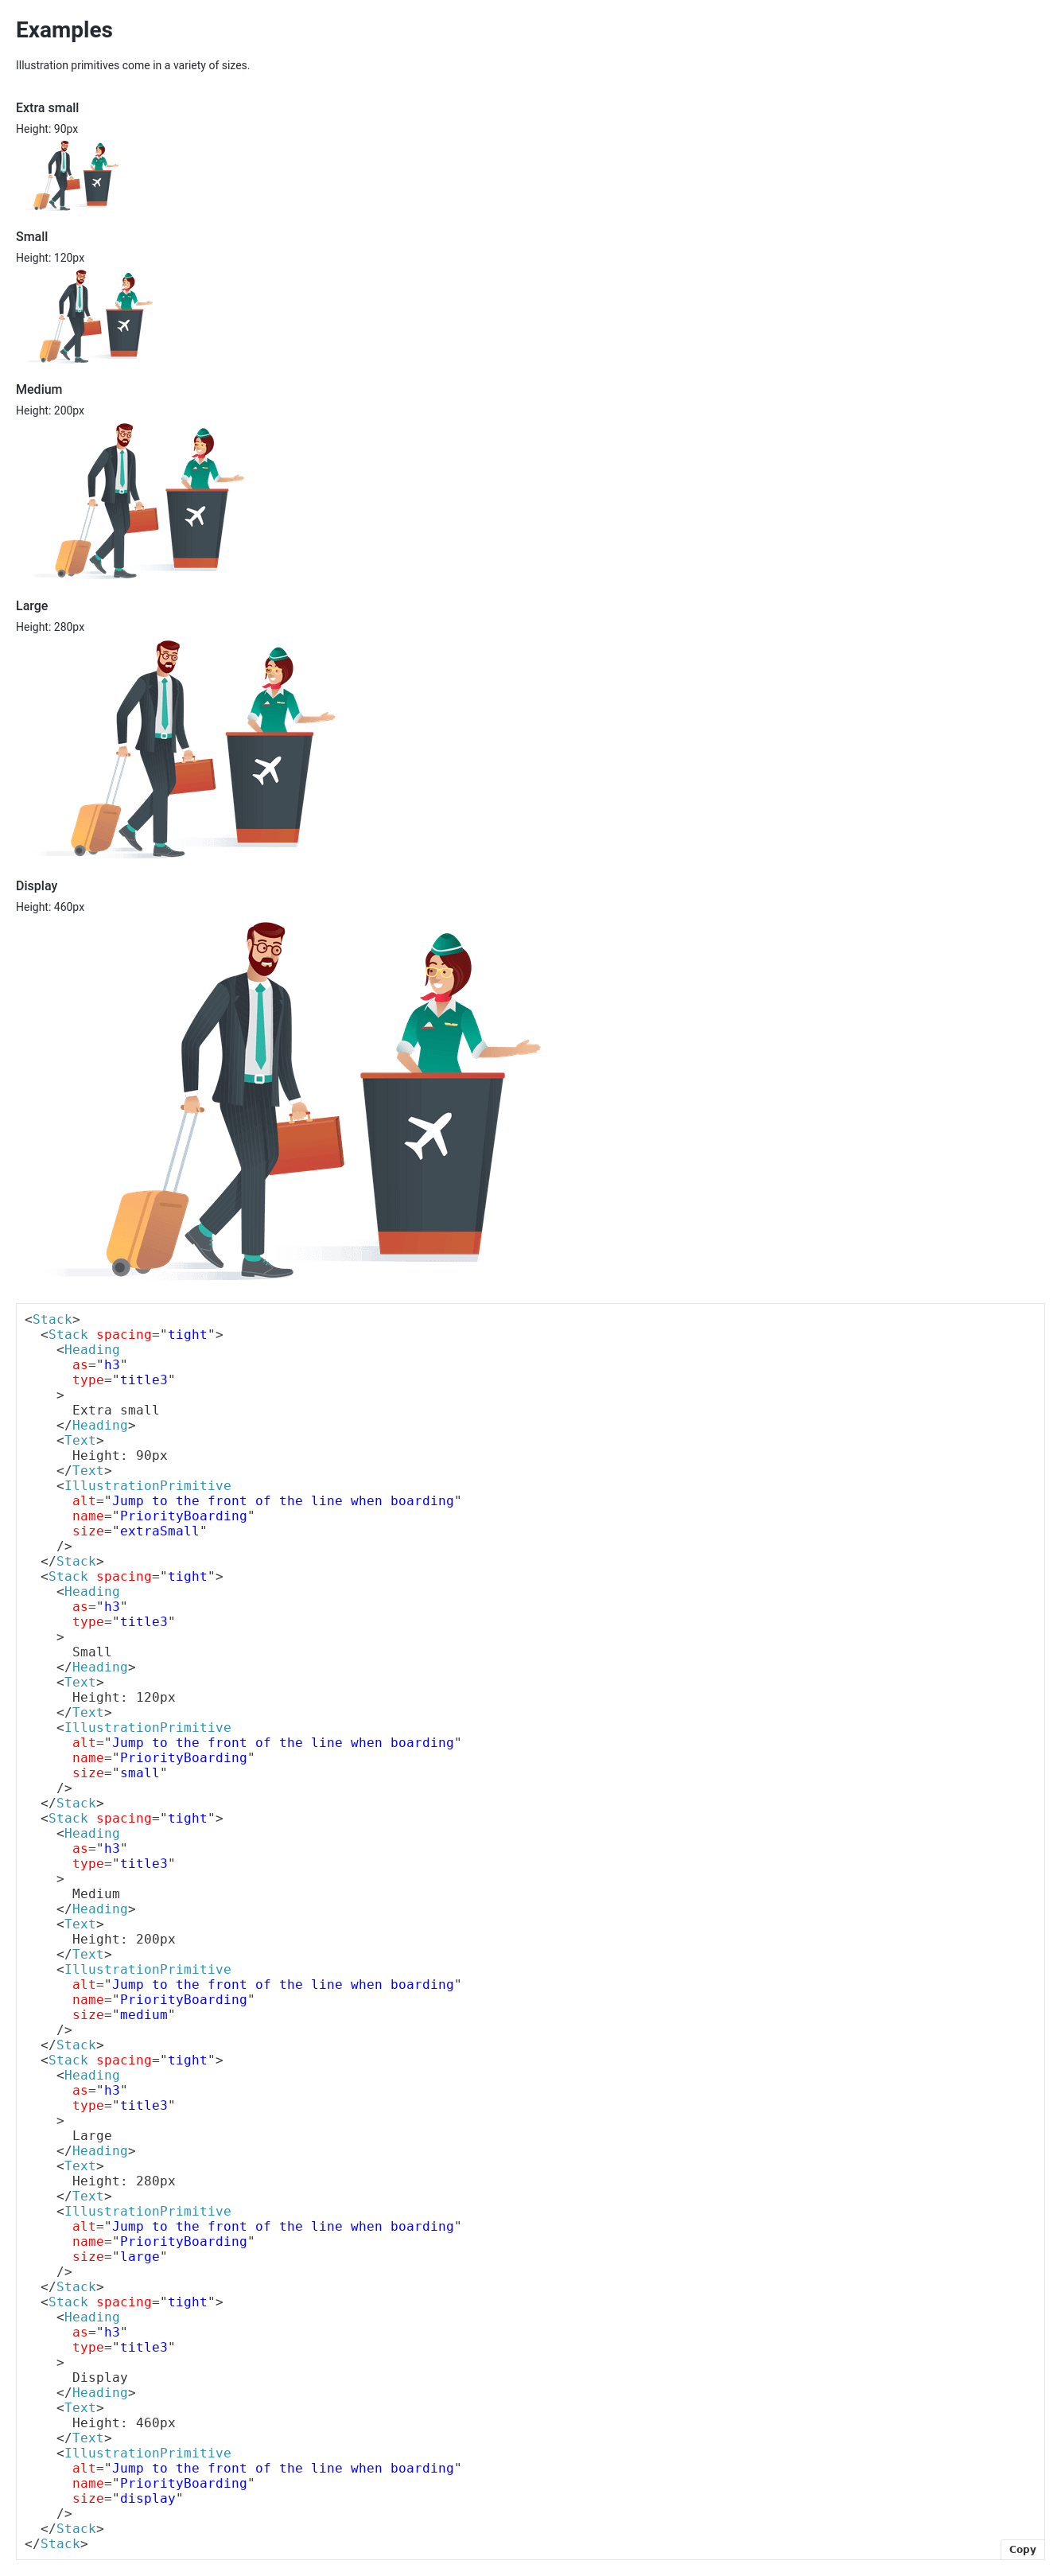 Examples
Illustration primitives come in a variety of sizes.
Extra small
Height: 90px
Small
Height: 120px
Medium
Height: 200px
Large
Height: 280px
Display
Height: 460px
<Stack>
  <Stack spacing="tight">
    <Heading
      as="h3"
      type="title3"
    >
      Extra small
    </Heading>
    <Text>
      Height: 90px
    </Text>
    <IllustrationPrimitive
      alt="Jump to the front of the line when boarding"
      name="PriorityBoarding"
      size="extraSmall"
    />
  </Stack>
  <Stack spacing="tight">
    <Heading
      as="h3"
      type="title3"
    >
      Small
    </Heading>
    <Text>
      Height: 120px
    </Text>
    <IllustrationPrimitive
      alt="Jump to the front of the line when boarding"
      name="PriorityBoarding"
      size="small"
    />
  </Stack>
  <Stack spacing="tight">
    <Heading
      as="h3"
      type="title3"
    >
      Medium
    </Heading>
    <Text>
      Height: 200px
    </Text>
    <IllustrationPrimitive
      alt="Jump to the front of the line when boarding"
      name="PriorityBoarding"
      size="medium"
    />
  </Stack>
  <Stack spacing="tight">
    <Heading
      as="h3"
      type="title3"
    >
      Large
    </Heading>
    <Text>
      Height: 280px
    </Text>
    <IllustrationPrimitive
      alt="Jump to the front of the line when boarding"
      name="PriorityBoarding"
      size="large"
    />
  </Stack>
  <Stack spacing="tight">
    <Heading
      as="h3"
      type="title3"
    >
      Display
    </Heading>
    <Text>
      Height: 460px
    </Text>
    <IllustrationPrimitive
      alt="Jump to the front of the line when boarding"
      name="PriorityBoarding"
      size="display"
    />
  </Stack>
</Stack>
Copy